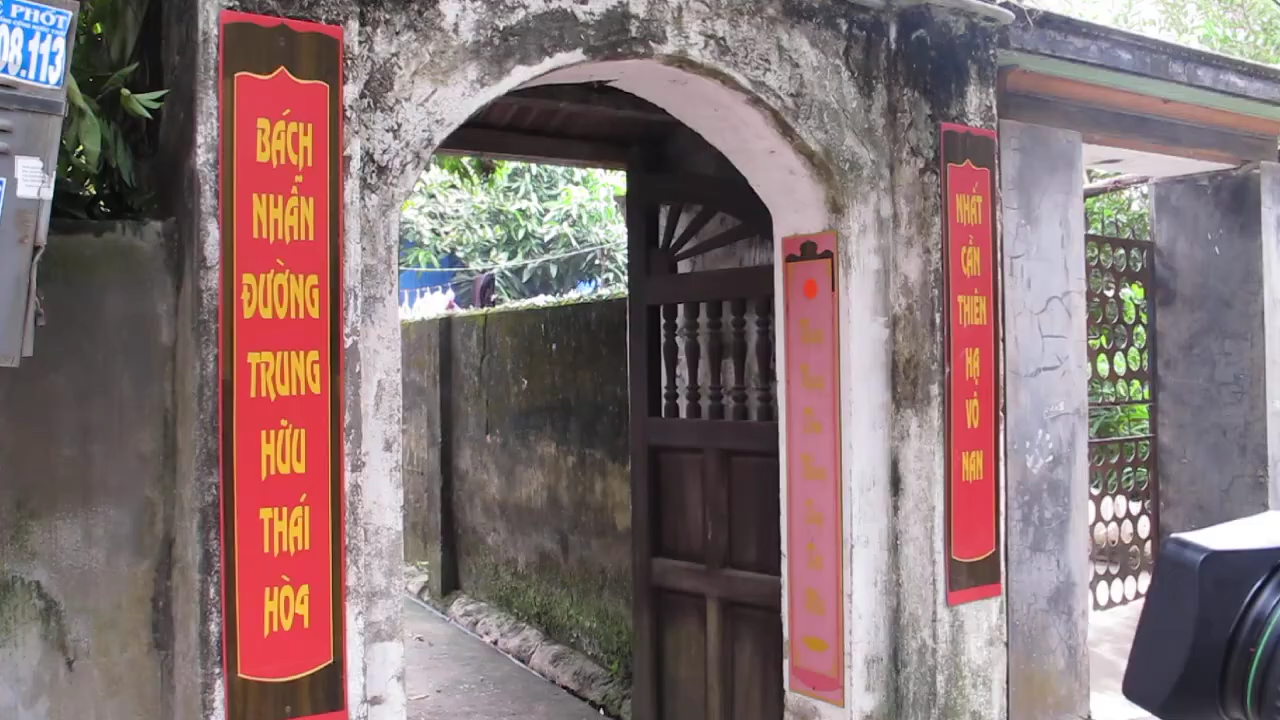 PHỐT
08.113
BÁCH
NHẪN
ĐƯỜNG
TRUNG
HỮU
THÁI
HÒA
NHẤT
CẦN
THIÊN
HẠ
VÔ
NAN